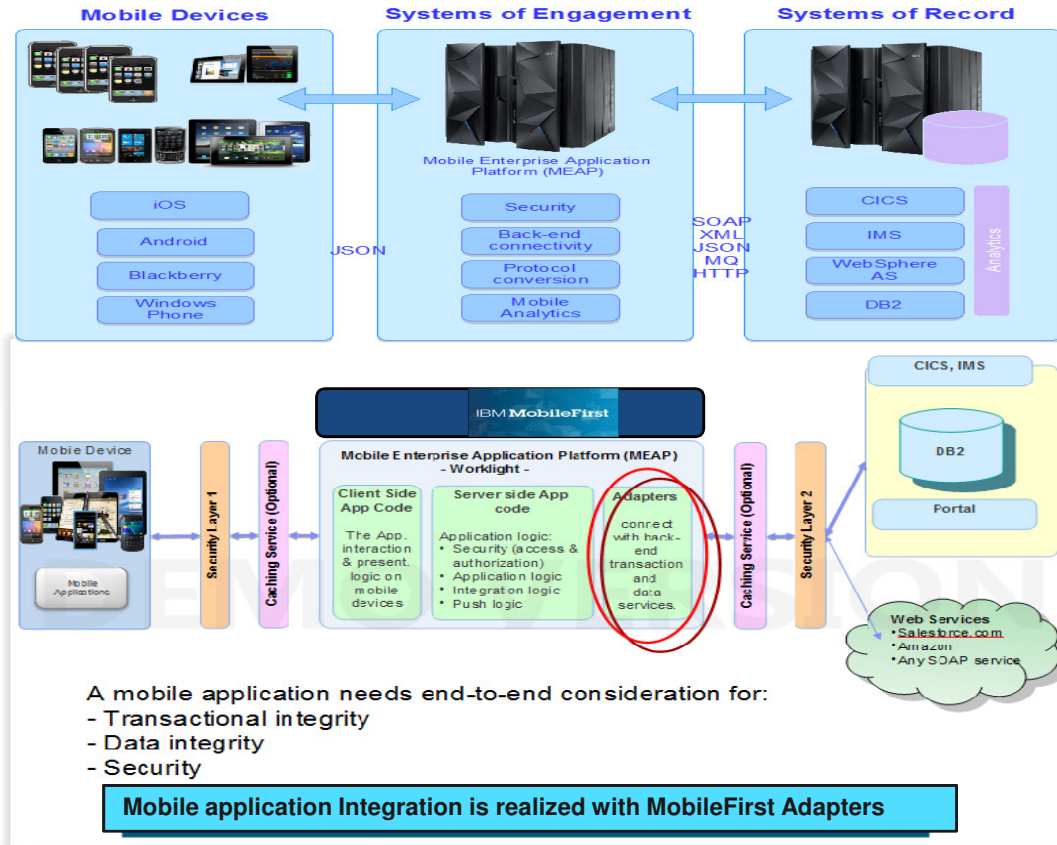 Mobile Devices
Systems of Engagement
Systems of Record
Mobile Enterprise Application
Platform (MEAP)
iOS
Android
Blackberry
Windows
Phone
JSON
Security
Back-end
connectivity
Protocol
conversion
Mobile
Analytics
SOAP
XML
JSON
MQ
HTTP
CICS
IMS
WebSphere
AS
DB2
Analytics
IBM MobileFirst
Mobile Device
Mobile
Applications
Security Layer 1
Caching Service (Optional)
Mobile Enterprise Application Platform (MEAP)
- Worklight -
Client Side
App Code
The App.
interaction
& present.
logic on
mobile
devices
Server side App
code
Application logic:
• Security (access &
authorization)
• Application logic
• Integration logic
• Push logic
Adapters
connect
with back-
end
transaction
and
data
services.
Caching Service (Optional)
Security Layer 2
CICS, IMS
DB2
Portal
Web Services
•Salesforce.com
•Amazon
•Any SOAP service
DEMO VERSION
A mobile application needs end-to-end consideration for:
- Transactional integrity
- Data integrity
- Security
Mobile application Integration is realized with MobileFirst Adapters